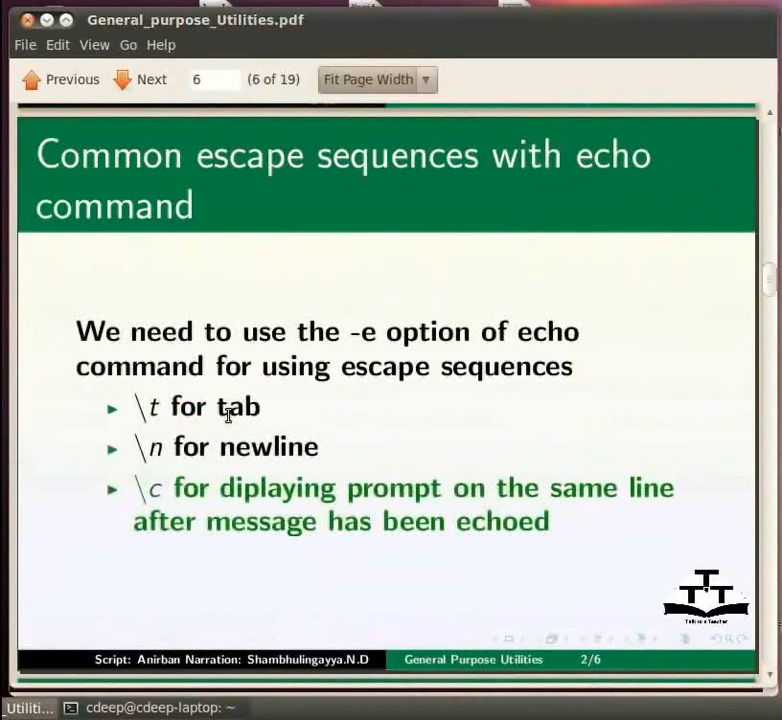 General_purpose_Utilities.pdf
File Edit View Go Help
Previous Next 6 (6 of 19) Fit Page Width
Common escape sequences with echo
command
We need to use the -e option of echo
command for using escape sequences
\t for tab
\n for newline
\c for diplaying prompt on the same line
after message has been echoed
TTT
Script: Anirban Narration: Shambhulingayya.N.D General Purpose Utilities 2/6
Utiliti... cdeep@cdeep-laptop: ~